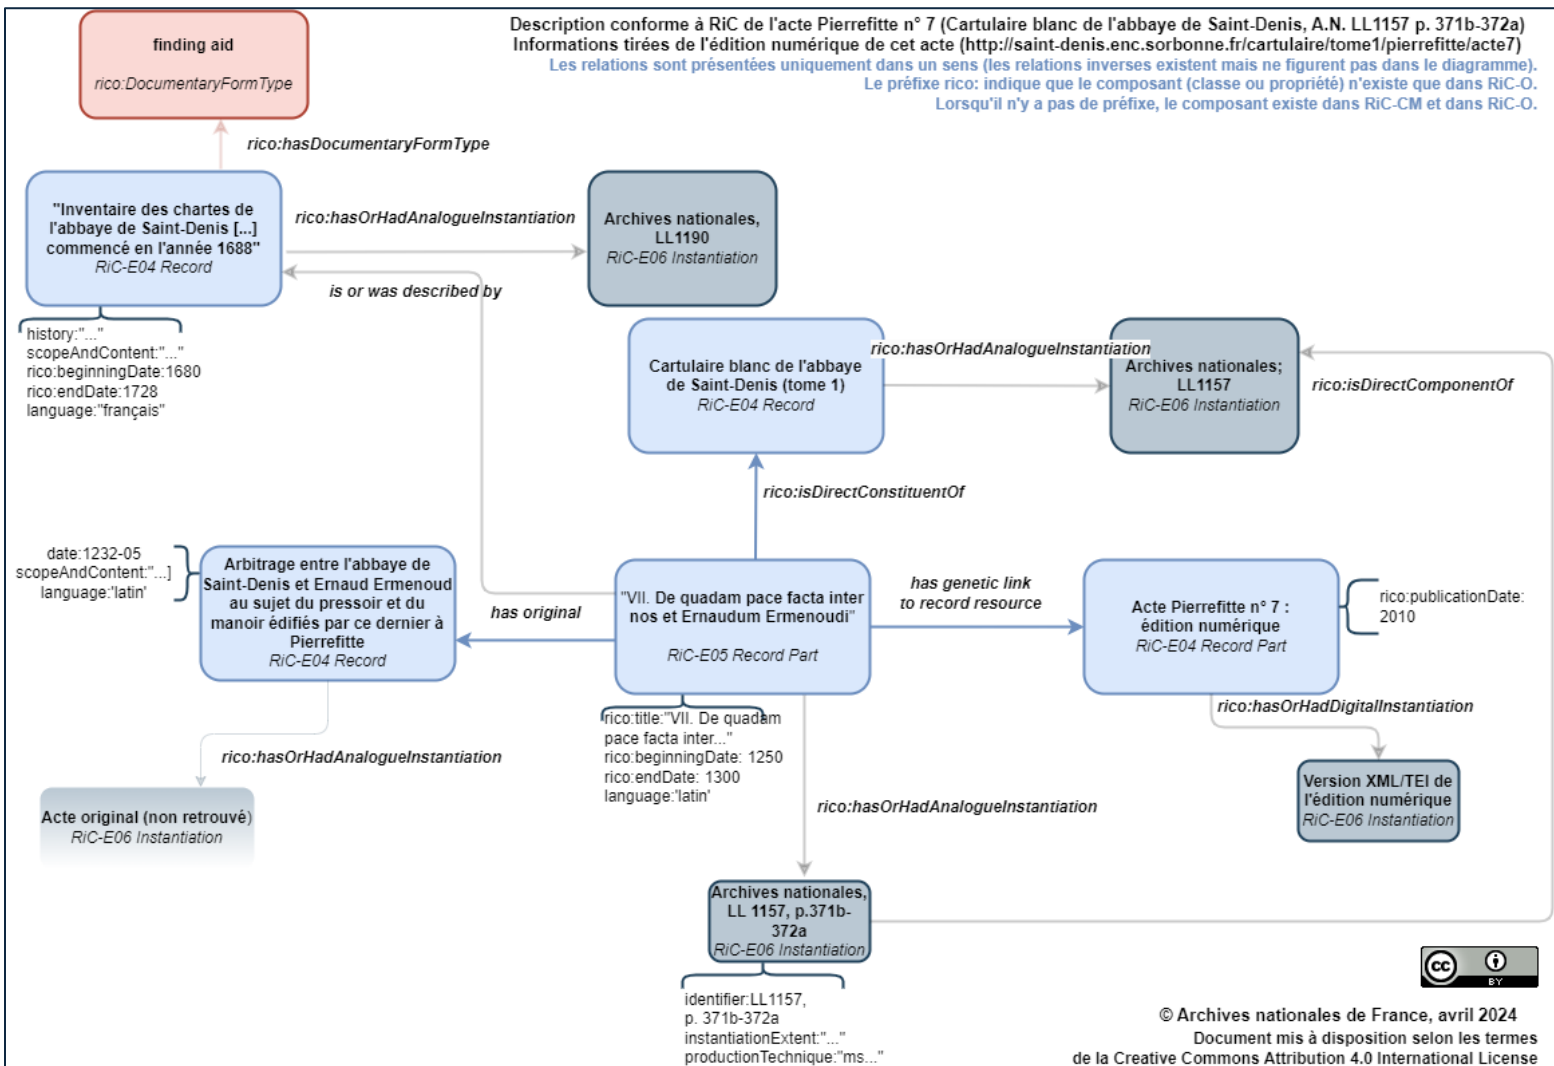 Description conforme à RiC de l'acte Pierrefitte n° 7 (Cartulaire blanc de l'abbaye de Saint-Denis, A.N. LL1157 p. 371b-372a)
Informations tirées de l'édition numérique de cet acte (http://saint-denis.enc.sorbonne.fr/cartulaire/tome1/pierrefitte/acte7)
Les relations sont présentées uniquement dans un sens (les relations inverses existent mais ne figurent pas dans le diagramme).
Le préfixe rico: indique que le composant (classe ou propriété) n'existe que dans RiC-O.
Lorsqu'il n'y a pas de préfixe, le composant existe dans RiC-CM et dans RiC-O.
finding aid
rico:DocumentaryFormType
rico:hasDocumentaryFormType
"Inventaire des chartes de
l'abbaye de Saint-Denis [...]
commencé en l'année 1688"
RiC-E04 Record
rico:hasOrHadAnalogueInstantiation
Archives nationales,
LL1190
RiC-E06 Instantiation
is or was described by
history:"..."
scopeAndContent:"..."
rico:beginningDate:1680
rico:endDate:1728
language:"français"
Cartulaire blanc de l'abbaye
de Saint-Denis (tome 1)
RiC-E04 Record
rico:hasOrHadAnalogueInstantiation
Archives nationales;
LL1157
RiC-E06 Instantiation
rico:isDirectComponentOf
rico:isDirectConstituentOf
date:1232-05
scopeAndContent:"...]
language:'latin'
Arbitrage entre l'abbaye de
Saint-Denis et Ernaud Ermenoud
au sujet du pressoir et du
manoir édifiés par ce dernier à
Pierrefitte
RiC-E04 Record
has original
"VII. De quadam pace facta inter
nos et Ernaudum Ermenoudi"
RiC-E05 Record Part
has genetic link
to record resource
Acte Pierrefitte n° 7 :
édition numérique
RiC-E04 Record Part
rico:publicationDate:
2010
rico:hasOrHadDigitalInstantiation
rico:title:"VII. De quadam
pace facta inter..."
rico:beginningDate: 1250
rico:endDate: 1300
language:'latin'
rico:hasOrHadAnalogueInstantiation
Acte original (non retrouvé)
RiC-E06 Instantiation
rico:hasOrHadAnalogueInstantiation
Version XML/TEI de
l'édition numérique
RiC-E06 Instantiation
Archives nationales,
LL 1157, p.371b-
372a
RiC-E06 Instantiation
identifier:LL1157,
p. 371b-372a
instantiationExtent:"..."
productionTechnique:"ms..."
cc
BY
© Archives nationales de France, avril 2024
Document mis à disposition selon les termes
de la Creative Commons Attribution 4.0 International License